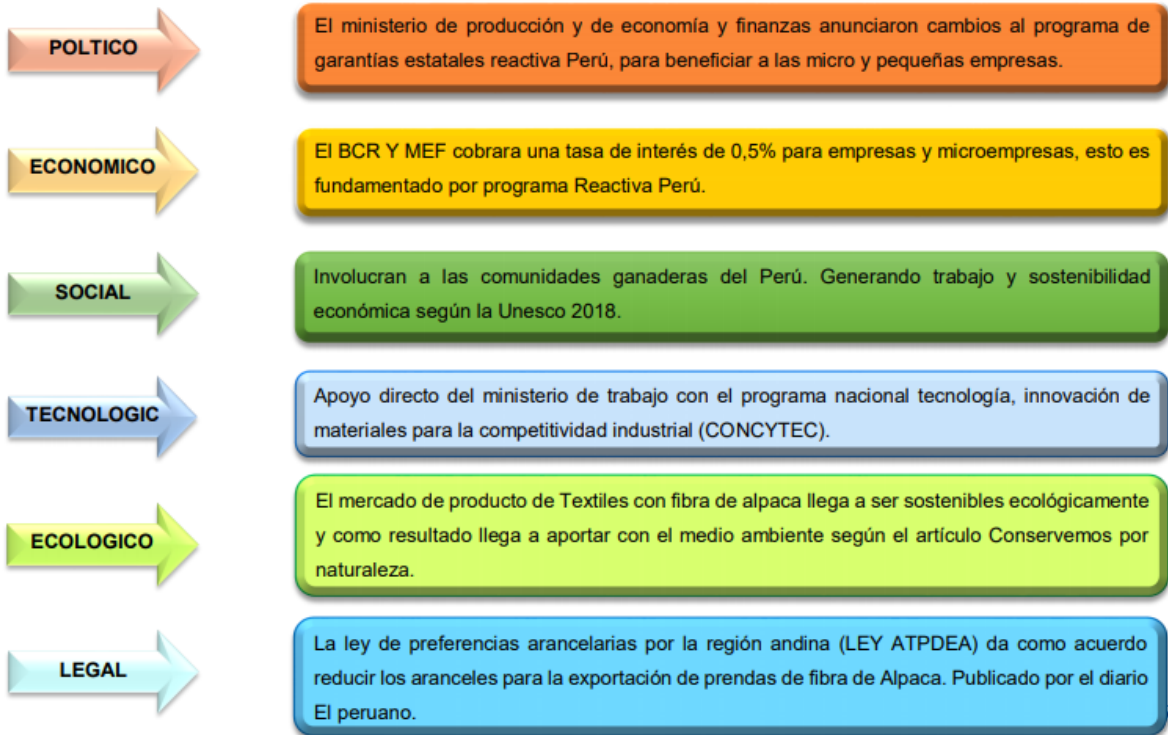 POLTICO
El ministerio de producción y de economía y finanzas anunciaron cambios al programa de
garantías estatales reactiva Perú, para beneficiar a las micro y pequeñas empresas.
ECONOMICO
El BCR Y MEF cobrara una tasa de interés de 0,5% para empresas y microempresas, esto es
fundamentado por programa Reactiva Perú.
SOCIAL
Involucran a las comunidades ganaderas del Perú. Generando trabajo y sostenibilidad
económica según la Unesco 2018.
TECNOLOGIC
Apoyo directo del ministerio de trabajo con el programa nacional tecnología, innovación de
materiales para la competitividad industrial (CONCYTEC).
ECOLOGICO
El mercado de producto de Textiles con fibra de alpaca llega a ser sostenibles ecológicamente
y como resultado llega a aportar con el medio ambiente según el artículo Conservemos por
naturaleza.
LEGAL
La ley de preferencias arancelarias por la región andina (LEY ATPDEA) da como acuerdo
reducir los aranceles para la exportación de prendas de fibra de Alpaca. Publicado por el diario
El peruano.